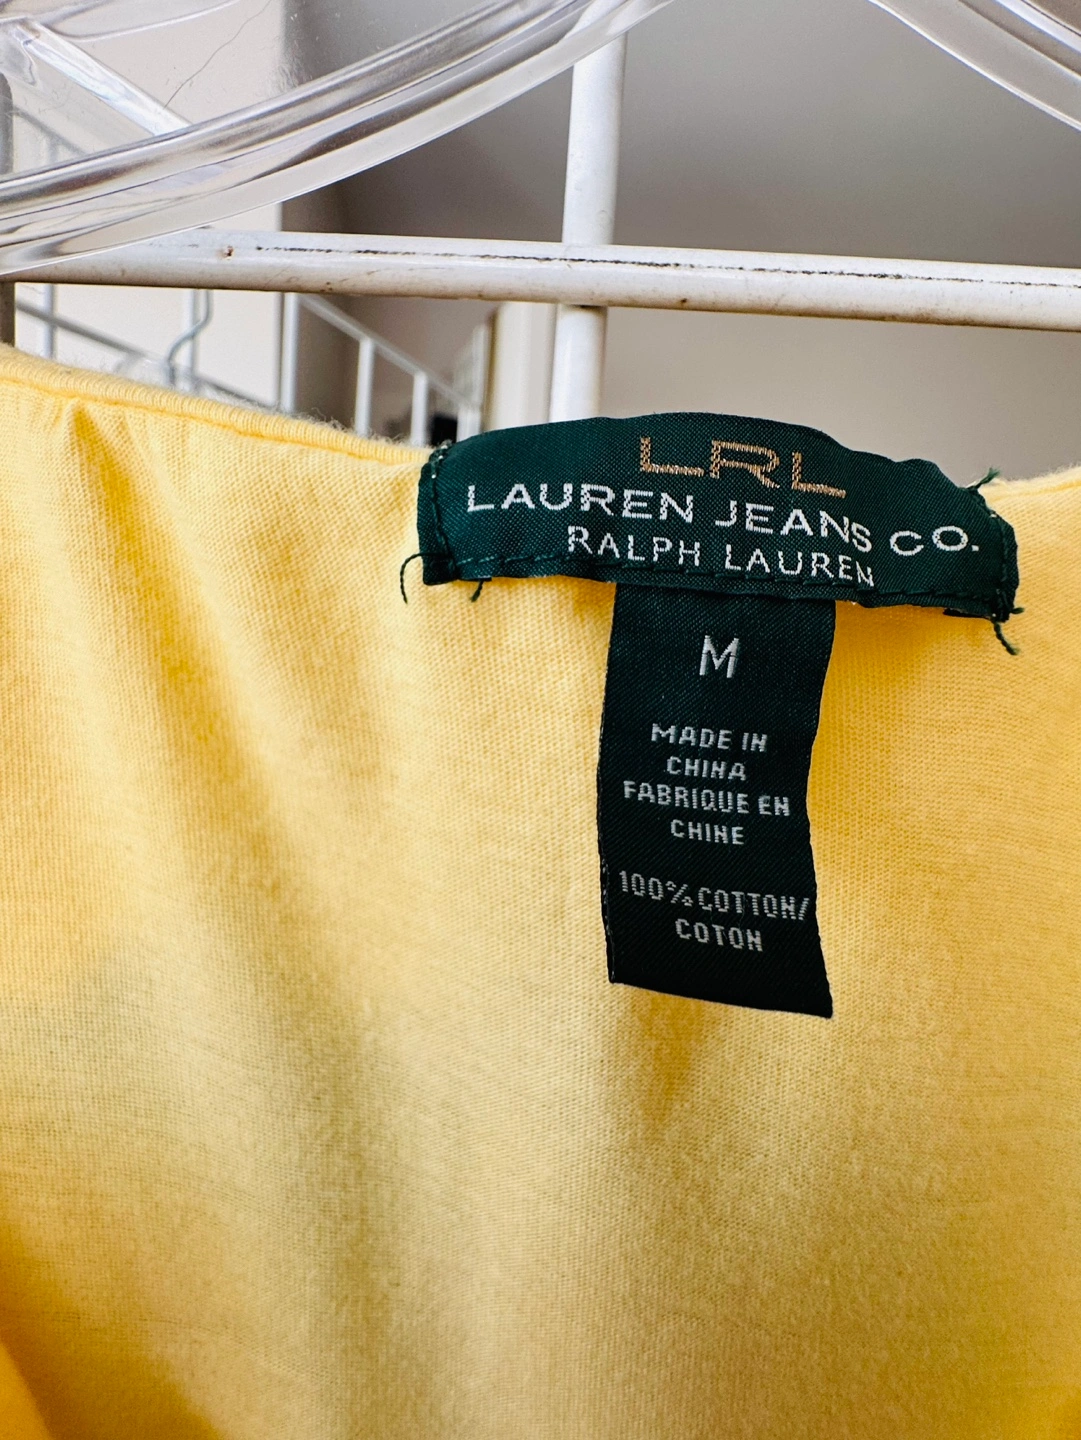 LRL
LAUREN JEANS CO.
RALPH LAUREN
M
MADE IN
CHINA
FABRIQUE EN
CHINE
100% COTTON/
COTON